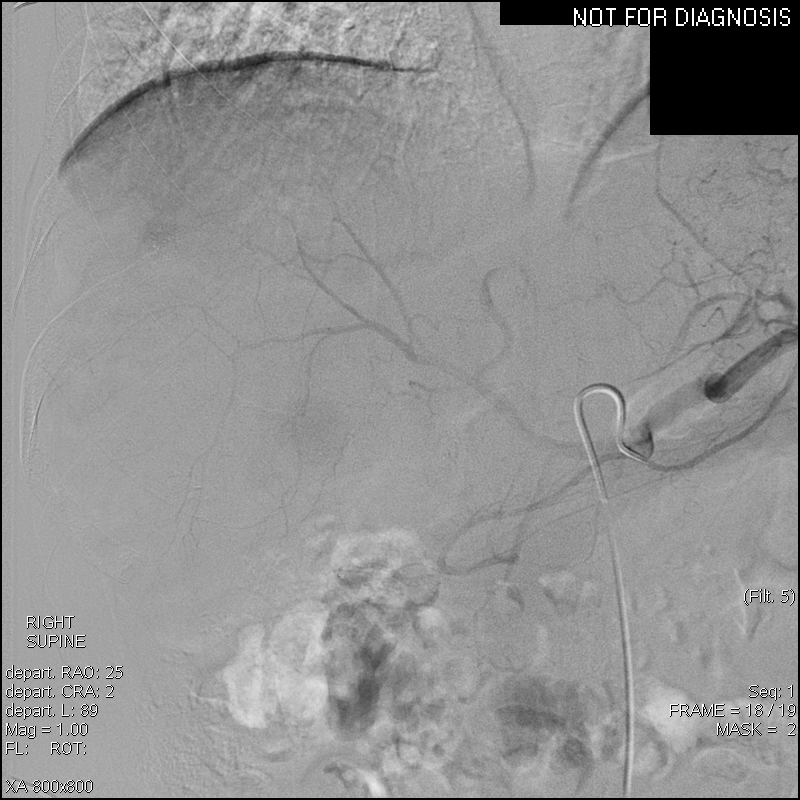 NOT FOR DIAGNOSIS
(Filt. 5)
RIGHT
SUPINE
depart. RAO: 25
depart. CRA: 2
depart. L: 89
Mag = 1.00
FL: ROT:
Seq: 1
FRAME = 18 / 19
MASK = 2
XA 800x800